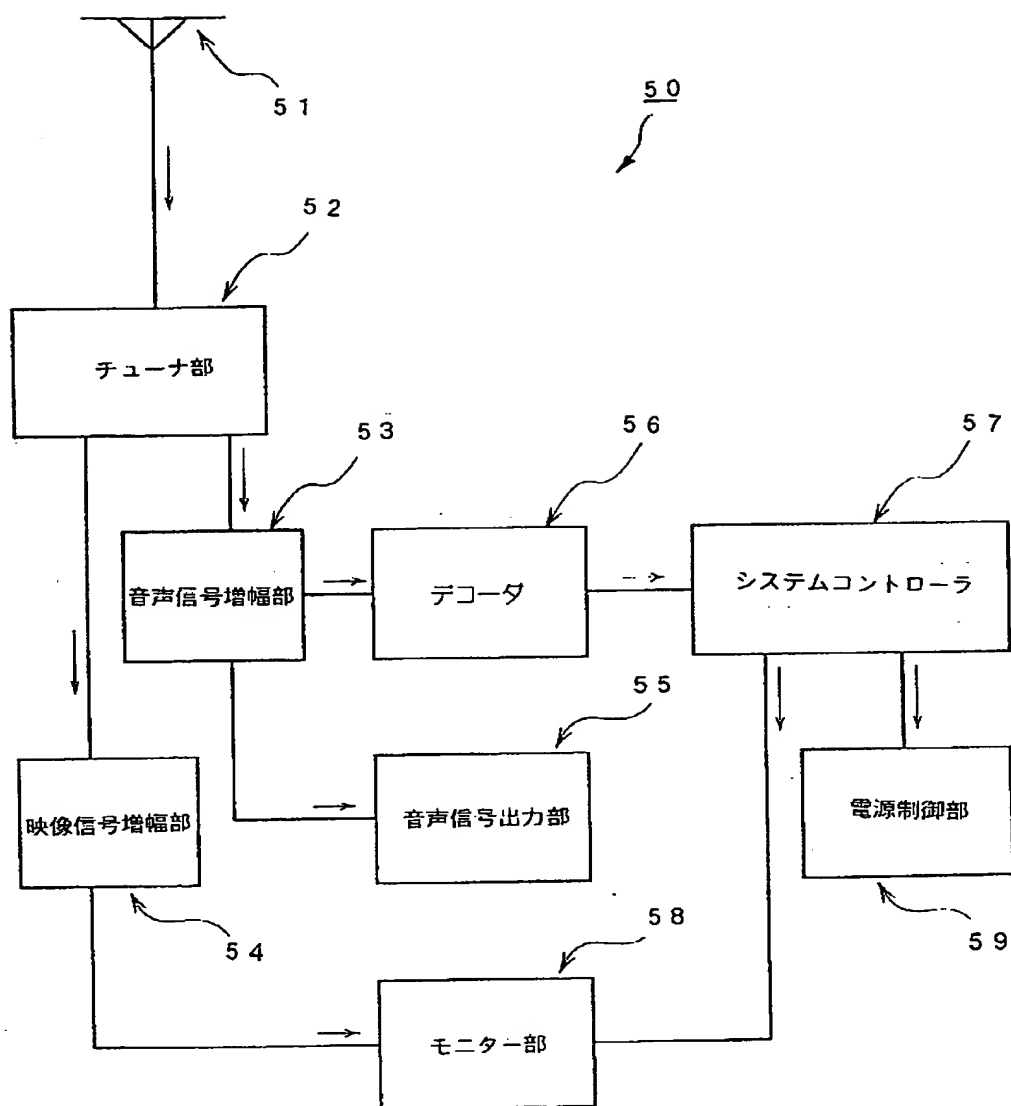 51
50
52
チューナ部
53
56
57
音声信号増幅部
デコーダ
システムコントローラ
55
映像信号増幅部
音声信号出力部
電源制御部
54
58
59
モニター部